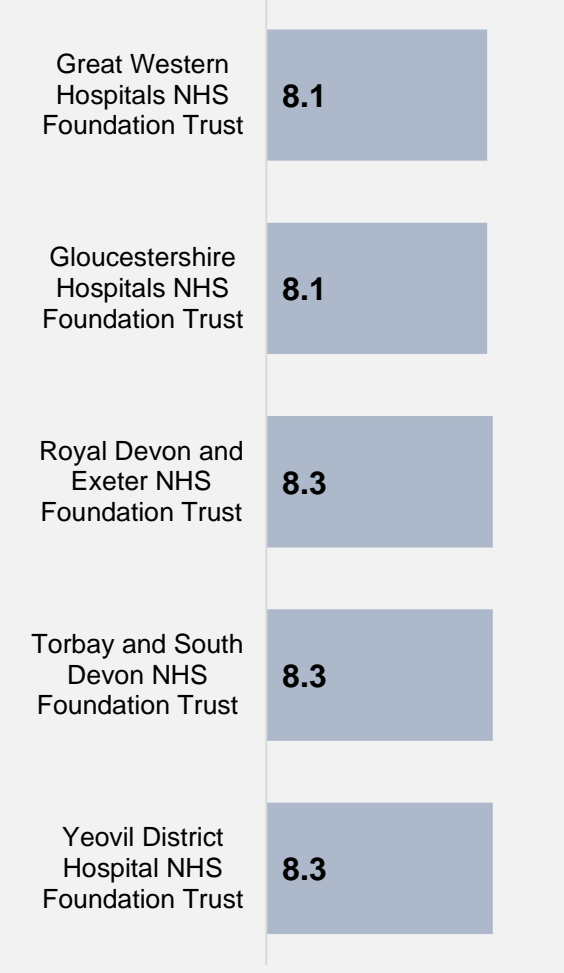 Great Western
Hospitals NHS
Foundation Trust
8.1
Gloucestershire
Hospitals NHS
Foundation Trust
8.1
Royal Devon and
Exeter NHS
Foundation Trust
8.3
Torbay and South
Devon NHS
Foundation Trust
8.3
Yeovil District
Hospital NHS
Foundation Trust
8.3